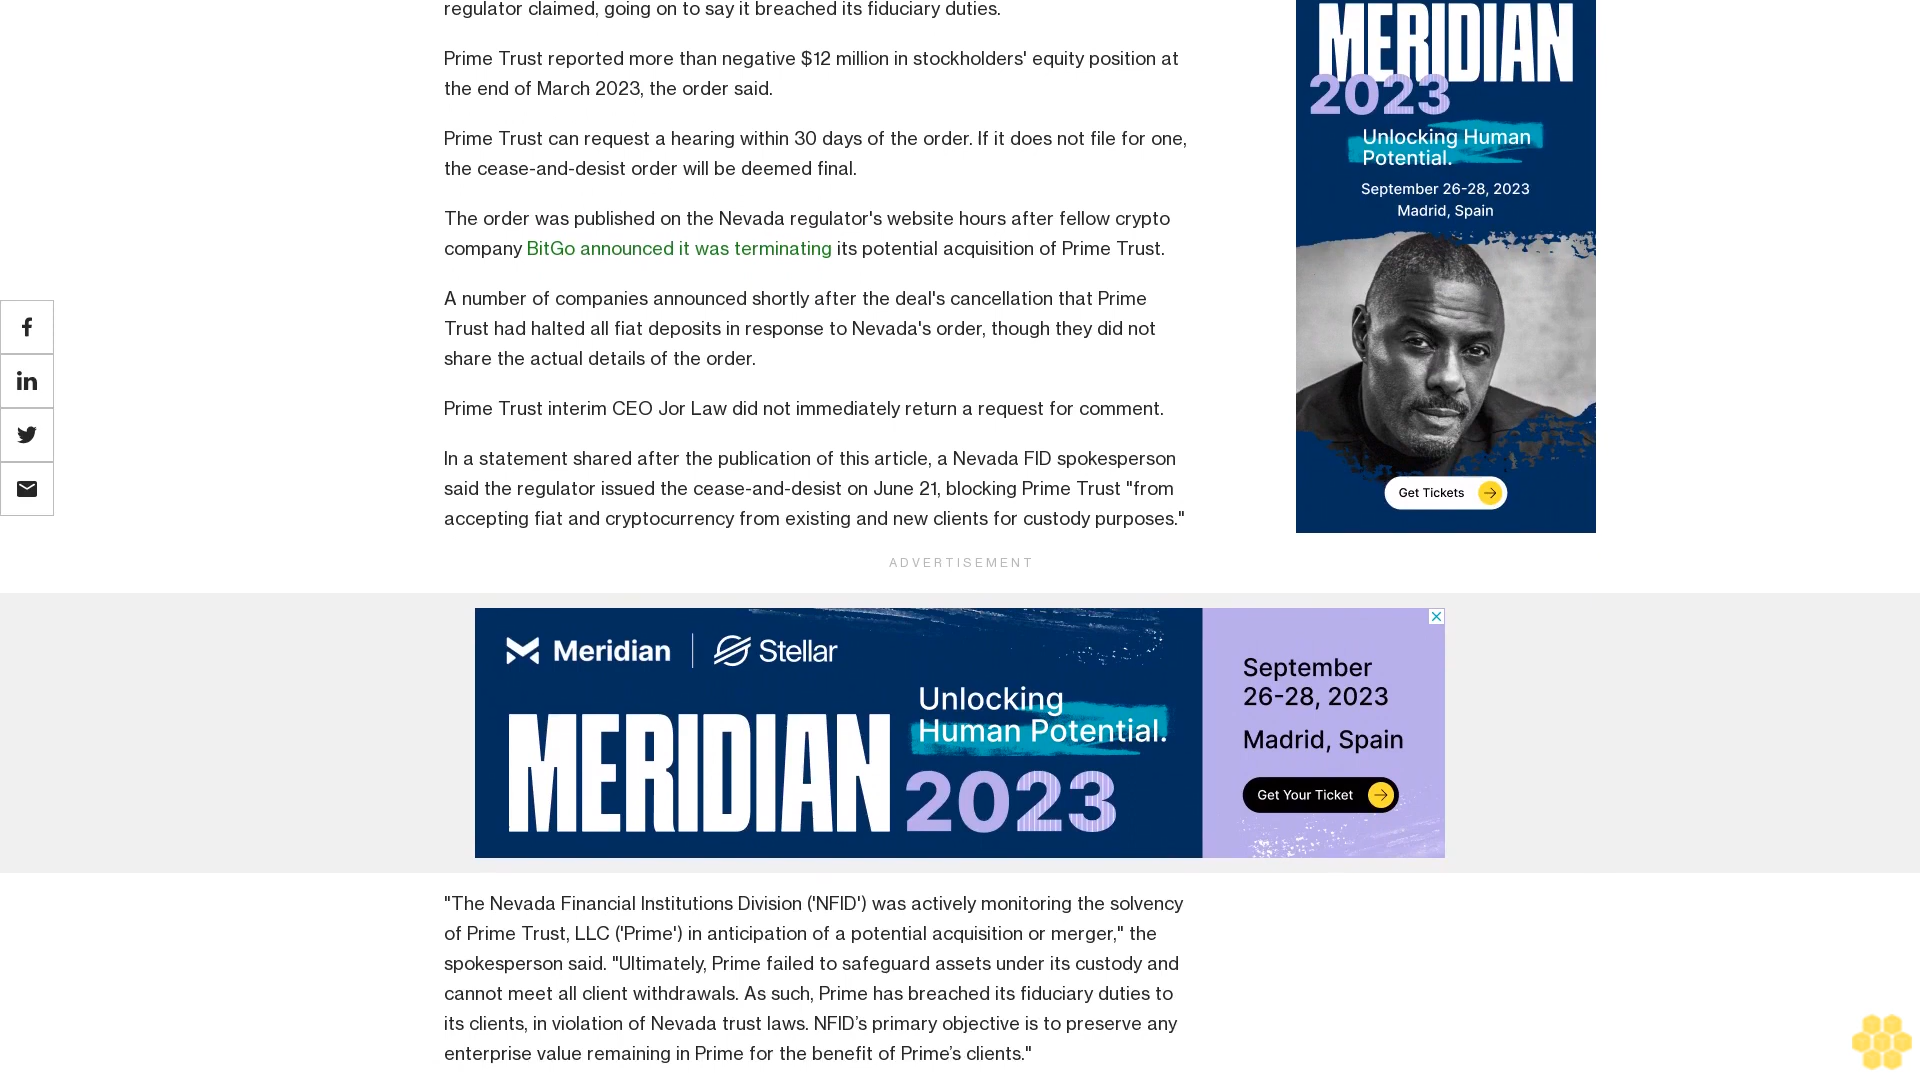 regulator claimed, going on to say it breached its fiduciary duties.
Prime Trust reported more than negative $12 million in stockholders' equity position at
the end of March 2023, the order said.
Prime Trust can request a hearing within 30 days of the order. If it does not file for one,
the cease-and-desist order will be deemed final.
The order was published on the Nevada regulator's website hours after fellow crypto
company BitGo announced it was terminating its potential acquisition of Prime Trust.
A number of companies announced shortly after the deal's cancellation that Prime
Trust had halted all fiat deposits in response to Nevada's order, though they did not
share the actual details of the order.
Prime Trust interim CEO Jor Law did not immediately return a request for comment.
In a statement shared after the publication of this article, a Nevada FID spokesperson
said the regulator issued the cease-and-desist on June 21, blocking Prime Trust "from
accepting fiat and cryptocurrency from existing and new clients for custody purposes."
MERIDIAN
2023
Unlocking Human
Potential.
September 26-28, 2023
Madrid, Spain
Get Tickets
ADVERTISEMENT
Meridian | Stellar
MERIDIAN
Unlocking
Human Potential.
2023
September
26-28, 2023
Madrid, Spain
Get Your Ticket
"The Nevada Financial Institutions Division ('NFID') was actively monitoring the solvency
of Prime Trust, LLC ('Prime') in anticipation of a potential acquisition or merger," the
spokesperson said. "Ultimately, Prime failed to safeguard assets under its custody and
cannot meet all client withdrawals. As such, Prime has breached its fiduciary duties to
its clients, in violation of Nevada trust laws. NFID’s primary objective is to preserve any
enterprise value remaining in Prime for the benefit of Prime’s clients."